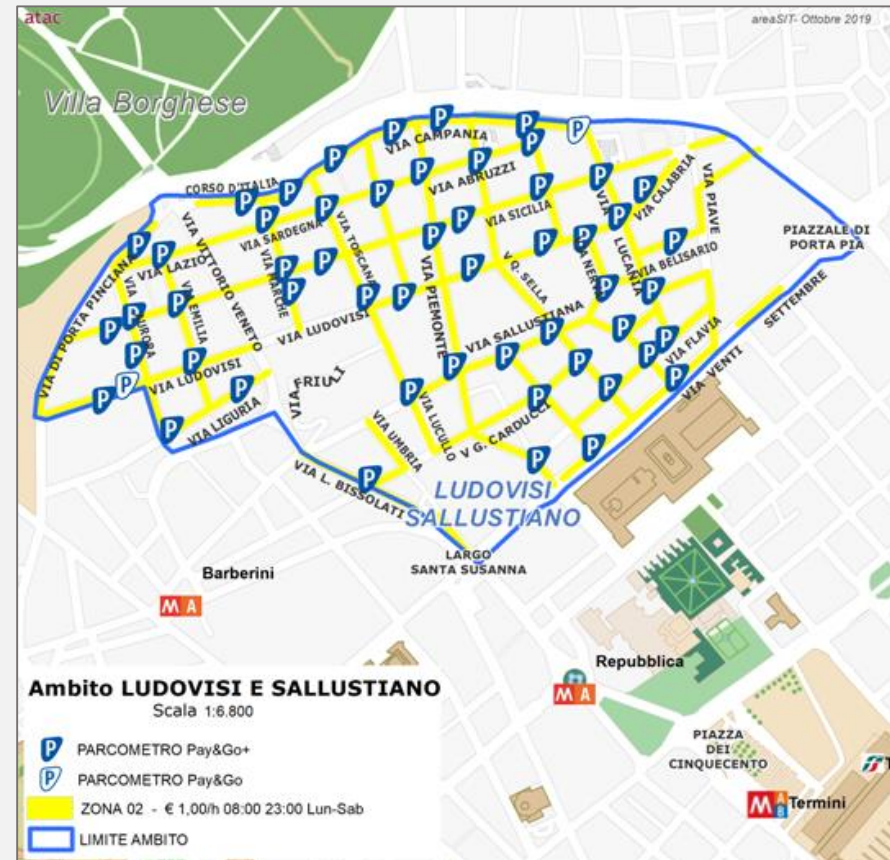 atac
areaSIT- Ottobre 2019
Villa Borghese
VIA CAMPANIA
VIA ABRUZZI
CORSO D'ITALIA
VIA CALABRIA
VIA PIAVE
VIA SICILIA
VIA SARDEGNA
VIA TOSCANA
VIA VITTORIO VENETO
VIA LUCANIA
PIAZZALE DI
PORTA PIA
VIA LAZIO
VIA MARCHE
VIA PIEMONTE
V Q. SELLA
VIA NERVA
VIA BELISARIO
VIA DI PORTA PINCIANA
VIA AURORA
VIA EMILIA
VIA LUDOVISI
VIA SALLUSTIANA
VIA VENTI SETTEMBRE
VIA LUDOVISI
VIA FRIULI
VIA FLAVIA
VIA LIGURIA
VIA UMBRIA
VIA LUCULLO
V G. CARDUCCI
VIA L. BISSOLATI
LUDOVISI
SALLUSTIANO
LARGO
SANTA SUSANNA
Barberini
M A
Repubblica
M A
PIAZZA
DEI
CINQUECENTO
M A B Termini
Ambito LUDOVISI E SALLUSTIANO
Scala 1:6.800
P PARCOMETRO Pay&Go+
P PARCOMETRO Pay&Go
ZONA 02 - € 1,00/h 08:00 23:00 Lun-Sab
LIMITE AMBITO